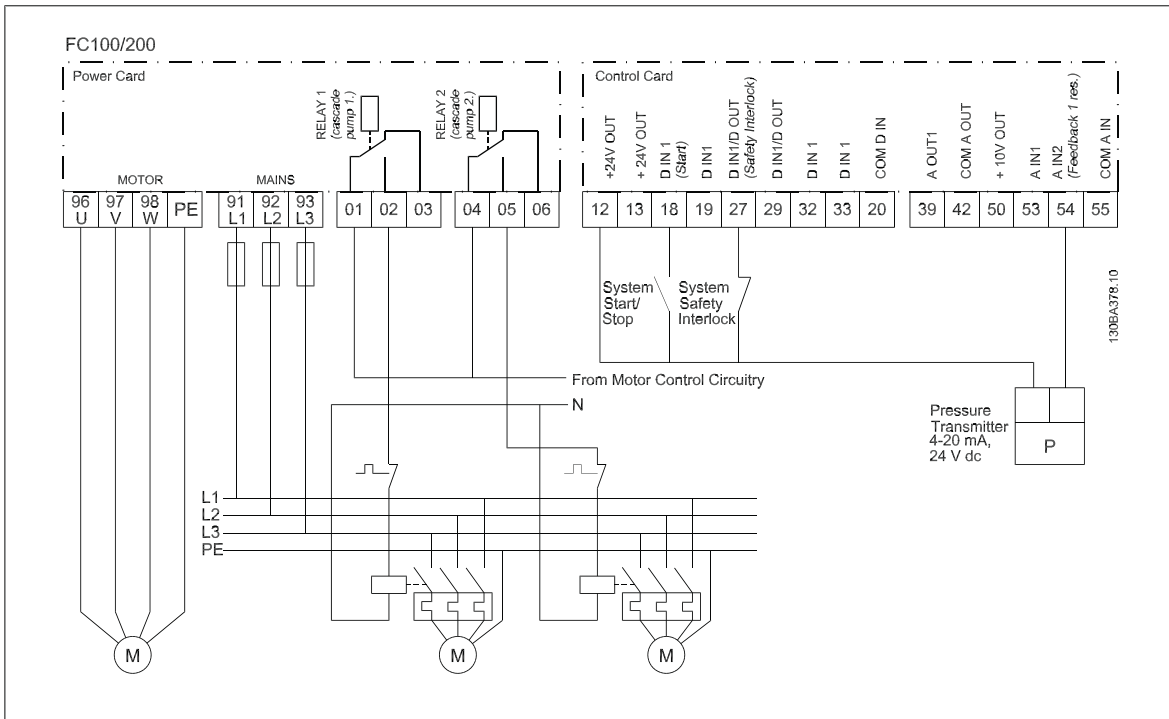 FC100/200
Power Card
Control Card
RELAY 1
(cascade
pump 1.)
RELAY 2
(cascade
pump 2.)
+24V OUT
+ 24V OUT
D IN 1
(Start)
D IN1
D IN1/D OUT
(Safety Interlock)
D IN1/D OUT
D IN 1
D IN 1
COM D IN
A OUT1
COM A OUT
+ 10V OUT
A IN1
A IN2
(Feedback 1 res.)
COM A IN
MOTOR
MAINS
96 97 98 PE
U V W
91 92 93
L1 L2 L3
01 02 03
04 05 06
12 13 18 19 27 29 32 33 20
39 42 50 53 54 55
System
Start/
Stop
System
Safety
Interlock
130BA378.10
From Motor Control Circuitry
N
Pressure
Transmitter
4-20 mA,
24 V dc
P
L1
L2
L3
PE
M
M
M